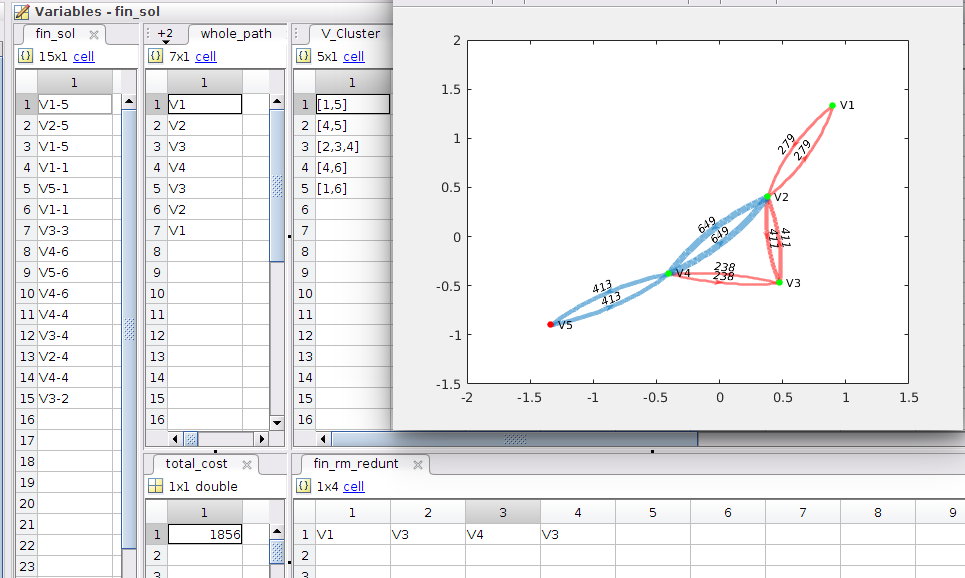 Variables - fin_sol
fin_sol
15x1 cell
1
1 V1-5
2 V2-5
3 V1-5
4 V1-1
5 V5-1
6 V1-1
7 V3-3
8 V4-6
9 V5-6
10 V4-6
11 V4-4
12 V3-4
13 V2-4
14 V4-4
15 V3-2
16
17
18
19
20
21
22
23
+2 whole_path
7x1 cell
1
1 V1
2 V2
3 V3
4 V4
5 V3
6 V2
7 V1
8
9
10
11
12
13
14
15
16
V_Cluster
5x1 cell
1
1 [1,5]
2 [4,5]
3 [2,3,4]
4 [4,6]
5 [1,6]
6
7
8
9
10
11
12
13
14
15
16
2
1.5
1
0.5
0
-0.5
-1
-1.5
-2 -1.5 -1 -0.5 0 0.5 1 1.5
V1
279
279
V2
649
649
411
411
V4
238
238
V3
413
413
V5
total_cost
1x1 double
1
1 1856
2
3
fin_rm_redunt
1x4 cell
1 2 3 4 5 6 7 8 9
1 V1 V3 V4 V3
2
3